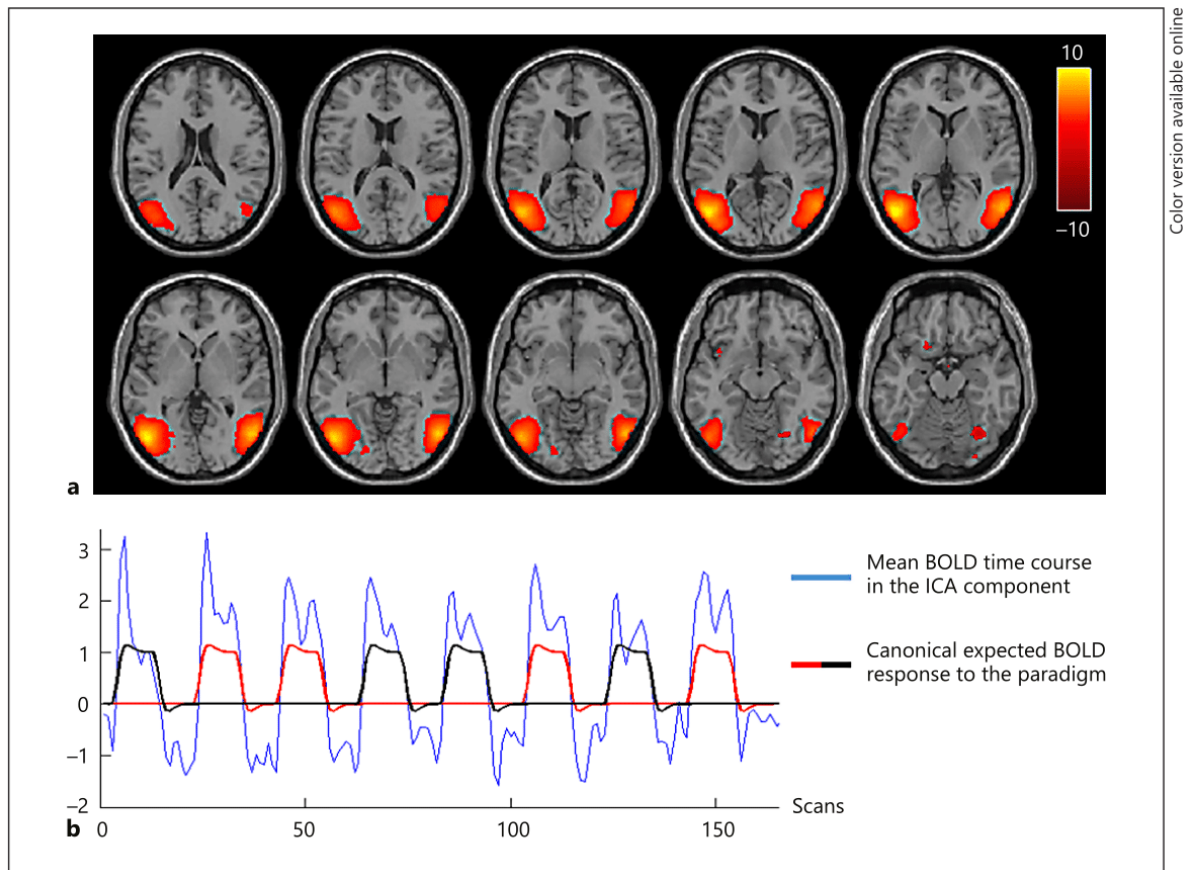 Color version available online
10
–10
a
3
2
1
0
–1
–2
Mean BOLD time course
in the ICA component
Canonical expected BOLD
response to the paradigm
Scans
b
0
50
100
150